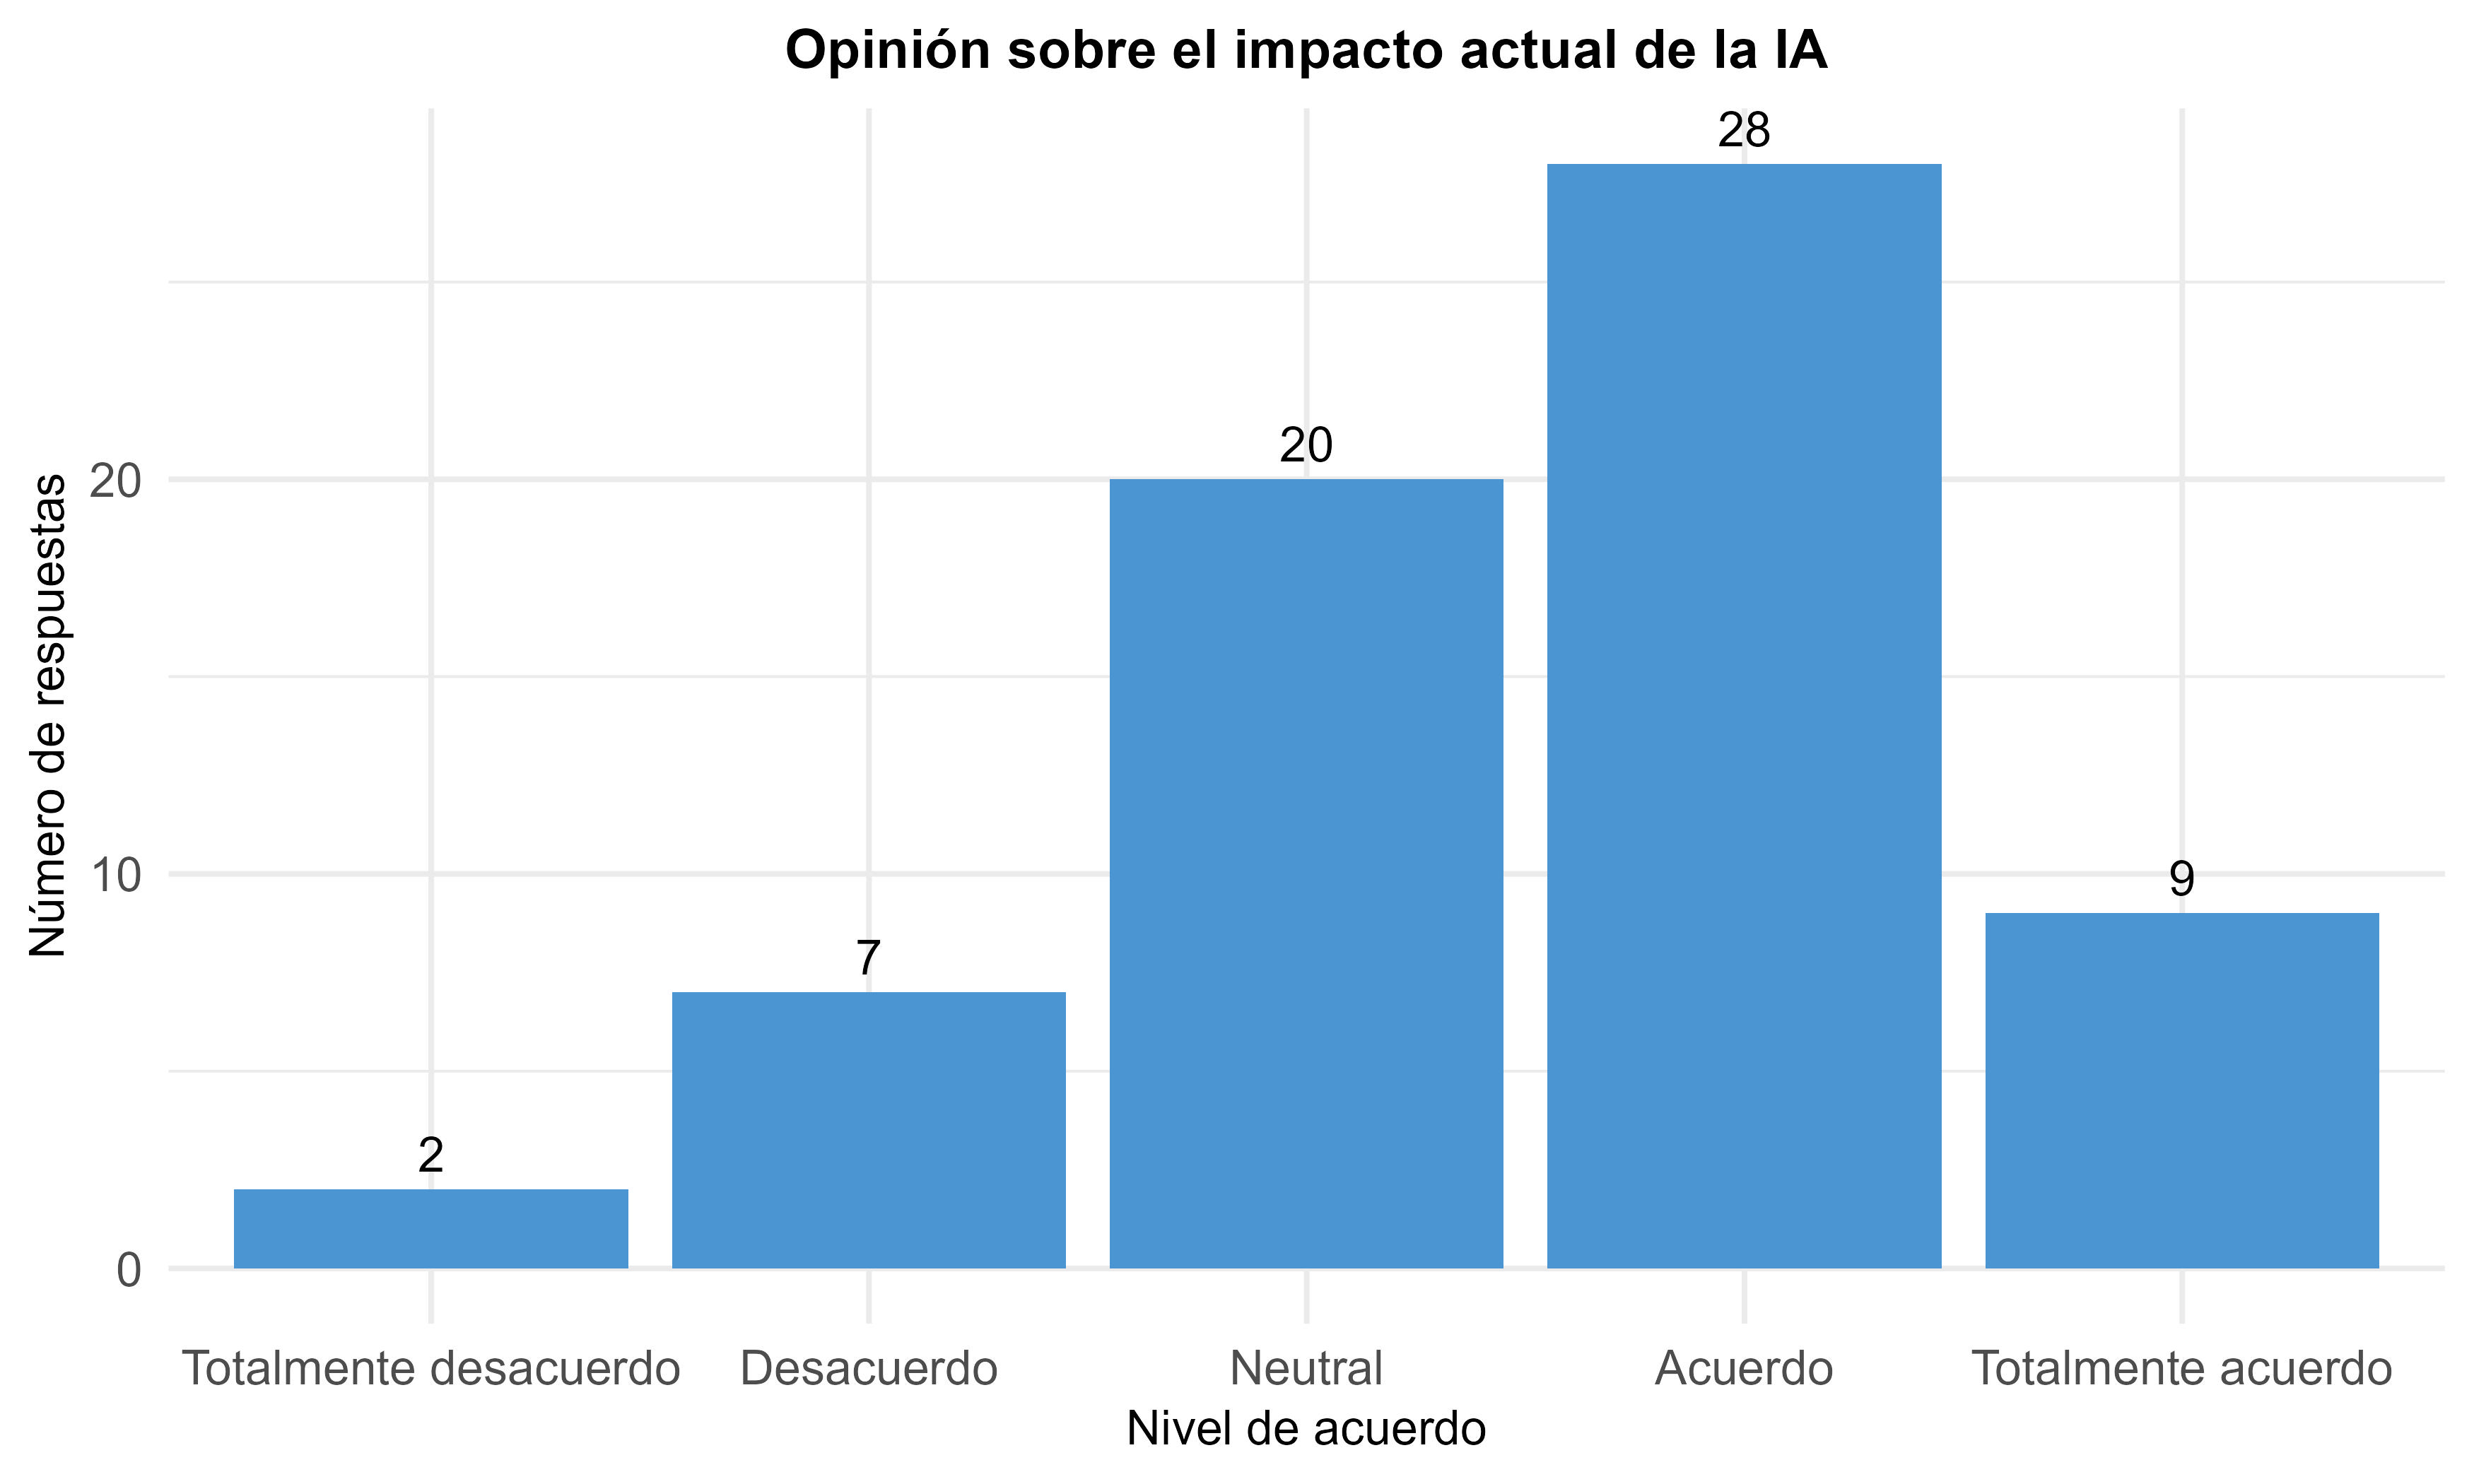 Opinión sobre el impacto actual de la IA
Número de respuestas
20
10
0
2
7
20
28
9
Totalmente desacuerdo
Desacuerdo
Neutral
Acuerdo
Totalmente acuerdo
Nivel de acuerdo